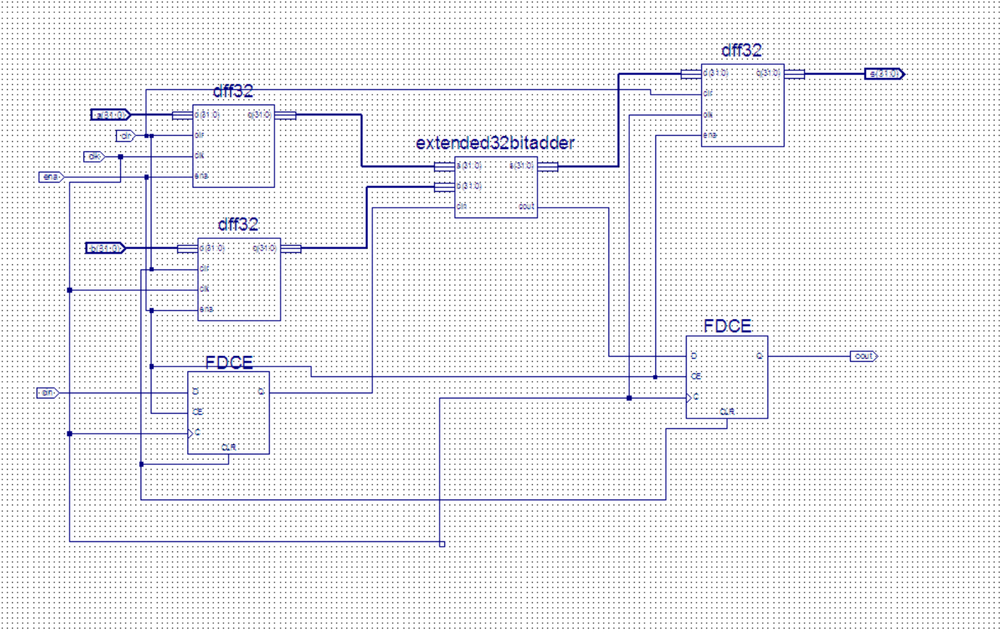 dff32
d(31:0) q(31:0)
s(31:0)
clr
clk
ena
dff32
a(31:0)
d(31:0) q(31:0)
clr
clr
clk
clk
ena
ena
extended32bitadder
a(31:0) s(31:0)
b(31:0)
cin cout
dff32
b(31:0)
d(31:0) q(31:0)
clr
clk
ena
FDCE
D Q
cout
CE
C
CLR
FDCE
cin
D Q
CE
C
CLR